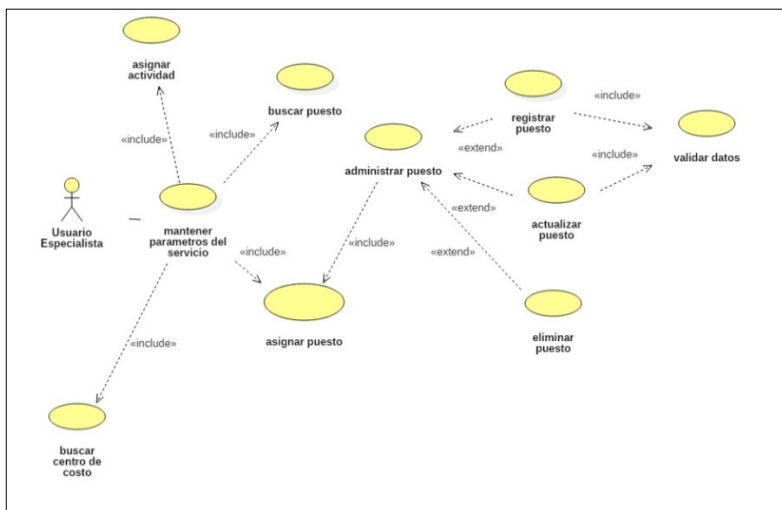 asignar
actividad
buscar puesto
registrar
puesto
«include»
«include»
«include»
validar datos
administrar puesto
«extend»
«include»
Usuario
Especialista
mantener
parametros del
servicio
actualizar
puesto
«extend»
«include»
«include»
«extend»
asignar puesto
eliminar
puesto
«include»
buscar
centro de
costo